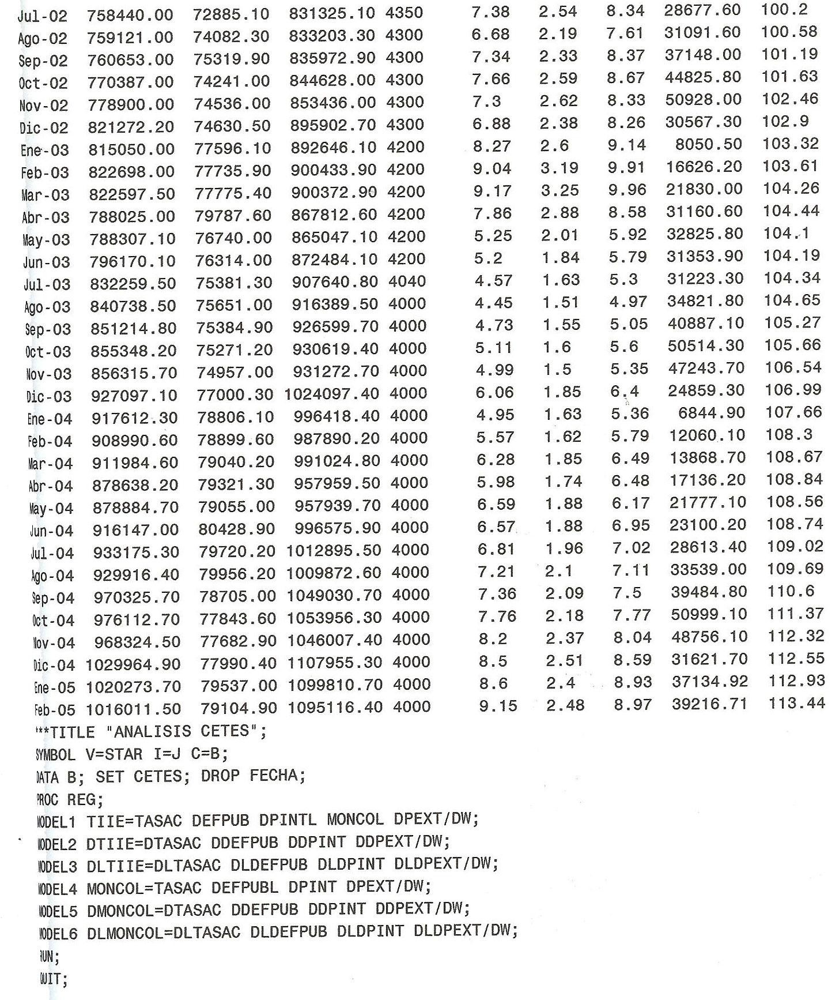 Jul-02 758440.00 72885.10 831325.10 4350 7.38 2.54 8.34 28677.60 100.2
Ago-02 759121.00 74082.30 833203.30 4300 6.68 2.19 7.61 31091.60 100.58
Sep-02 760653.00 75319.90 835972.90 4300 7.34 2.33 8.37 37148.00 101.19
Oct-02 770387.00 74241.00 844628.00 4300 7.66 2.59 8.67 44825.80 101.63
Nov-02 778900.00 74536.00 853436.00 4300 7.3 2.62 8.33 50928.00 102.46
Dic-02 821272.20 74630.50 895902.70 4300 6.88 2.38 8.26 30567.30 102.9
Ene-03 815050.00 77596.10 892646.10 4200 8.27 2.6 9.14 8050.50 103.32
Feb-03 822698.00 77735.90 900433.90 4200 9.04 3.19 9.91 16626.20 103.61
Mar-03 822597.50 77775.40 900372.90 4200 9.17 3.25 9.96 21830.00 104.26
Abr-03 788025.00 79787.60 867812.60 4200 7.86 2.88 8.58 31160.60 104.44
May-03 788307.10 76740.00 865047.10 4200 5.25 2.01 5.92 32825.80 104.1
Jun-03 796170.10 76314.00 872484.10 4200 5.2 1.84 5.79 31353.90 104.19
Jul-03 832259.50 75381.30 907640.80 4040 4.57 1.63 5.3 31223.30 104.34
Ago-03 840738.50 75651.00 916389.50 4000 4.45 1.51 4.97 34821.80 104.65
Sep-03 851214.80 75384.90 926599.70 4000 4.73 1.55 5.05 40887.10 105.27
Oct-03 855348.20 75271.20 930619.40 4000 5.11 1.6 5.6 50514.30 105.66
Nov-03 856315.70 74957.00 931272.70 4000 4.99 1.5 5.35 47243.70 106.54
Dic-03 927097.10 77000.30 1024097.40 4000 6.06 1.85 6.4 24859.30 106.99
Ene-04 917612.30 78806.10 996418.40 4000 4.95 1.63 5.36 6844.90 107.66
Feb-04 908990.60 78899.60 987890.20 4000 5.57 1.62 5.79 12060.10 108.3
Mar-04 911984.60 79040.20 991024.80 4000 6.28 1.85 6.49 13868.70 108.67
Abr-04 878638.20 79321.30 957959.50 4000 5.98 1.74 6.48 17136.20 108.84
May-04 878884.70 79055.00 957939.70 4000 6.59 1.88 6.17 21777.10 108.56
Jun-04 916147.00 80428.90 996575.90 4000 6.57 1.88 6.95 23100.20 108.74
Jul-04 933175.30 79720.20 1012895.50 4000 6.81 1.96 7.02 28613.40 109.02
Ago-04 929916.40 79956.20 1009872.60 4000 7.21 2.1 7.11 33539.00 109.69
Sep-04 970325.70 78705.00 1049030.70 4000 7.36 2.09 7.5 39484.80 110.6
Oct-04 976112.70 77843.60 1053956.30 4000 7.76 2.18 7.77 50999.10 111.37
Nov-04 968324.50 77682.90 1046007.40 4000 8.2 2.37 8.04 48756.10 112.32
Dic-04 1029964.90 77990.40 1107955.30 4000 8.5 2.51 8.59 31621.70 112.55
Ene-05 1020273.70 79537.00 1099810.70 4000 8.6 2.4 8.93 37134.92 112.93
Feb-05 1016011.50 79104.90 1095116.40 4000 9.15 2.48 8.97 39216.71 113.44
***TITLE "ANALISIS CETES";
SYMBOL V=STAR I=J C=B;
DATA B; SET CETES; DROP FECHA;
PROC REG;
MODEL1 TIIE=TASAC DEFPUB DPINTL MONCOL DPEXT/DW;
MODEL2 DTIIE=DTASAC DDEFPUB DDPINT DDPEXT/DW;
MODEL3 DLTIIE=DLTASAC DLDEFPUB DLDPINT DLDPEXT/DW;
MODEL4 MONCOL=TASAC DEFPUBL DPINT DPEXT/DW;
MODEL5 DMONCOL=DTASAC DDEFPUB DDPINT DDPEXT/DW;
MODEL6 DLMONCOL=DLTASAC DLDEFPUB DLDPINT DLDPEXT/DW;
RUN;
QUIT;